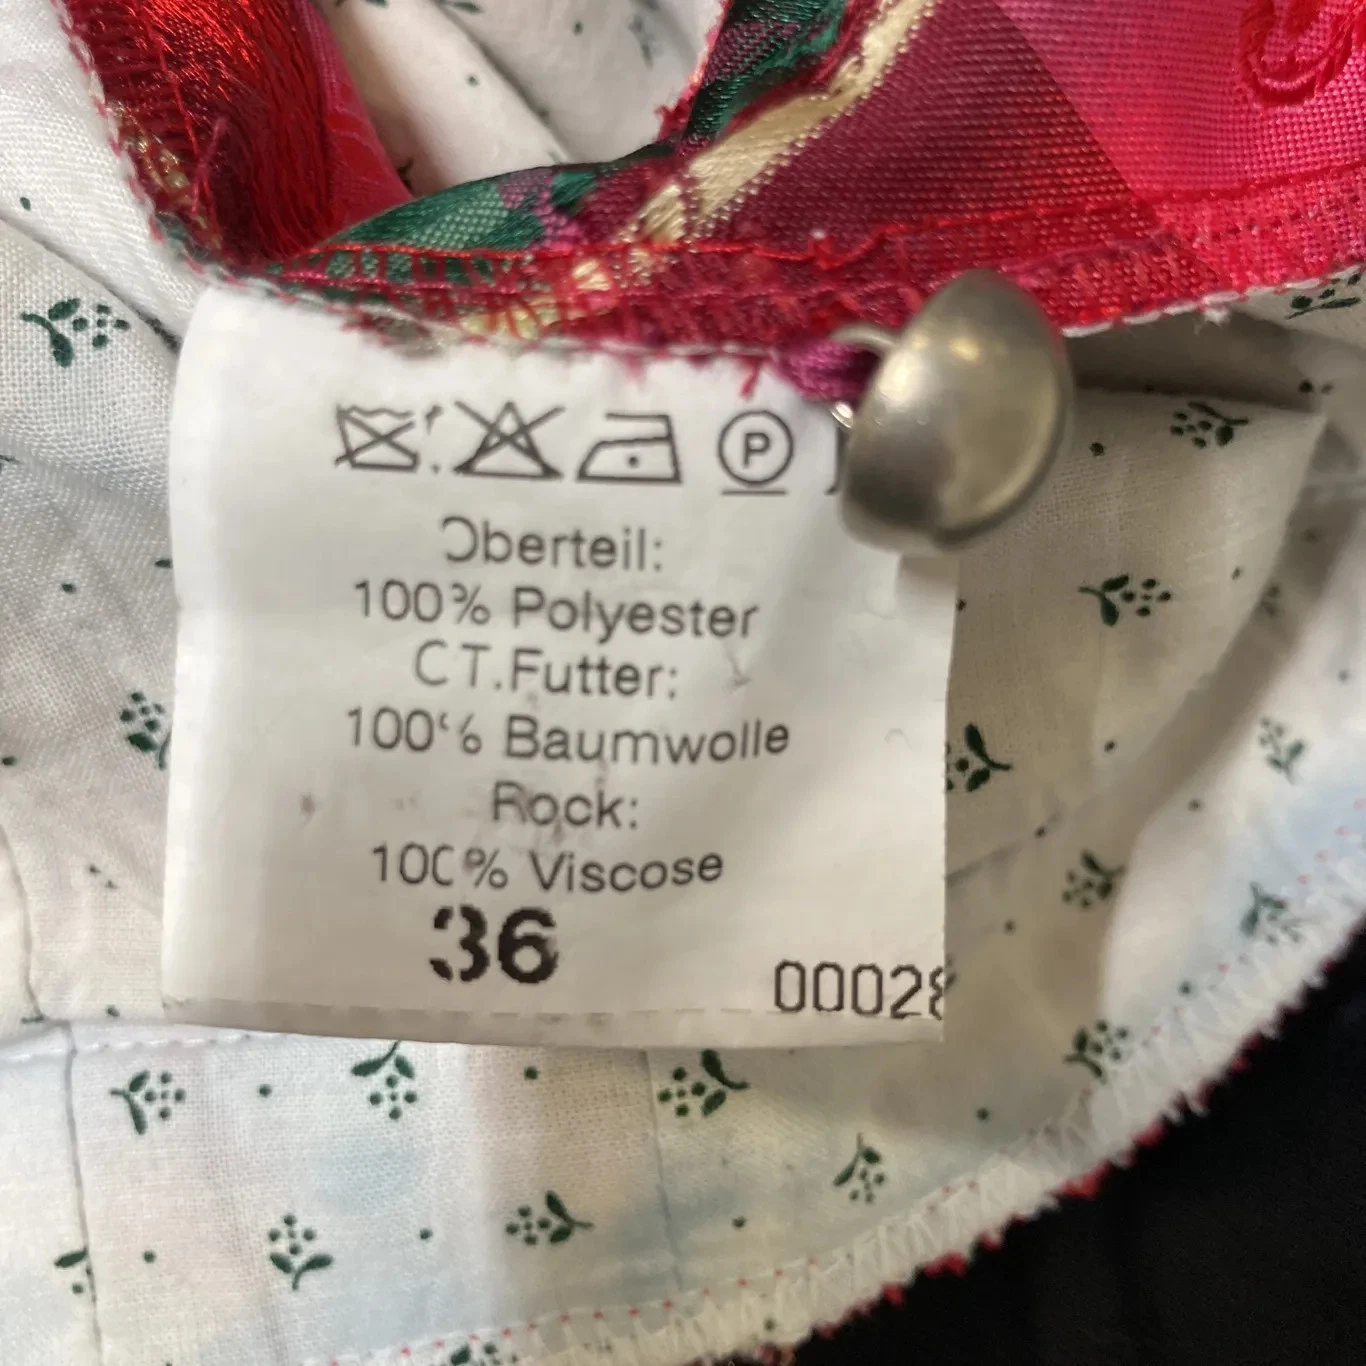 P
Oberteil:
100% Polyester
CT.Futter:
100% Baumwolle
Rock:
100% Viscose
36
00028